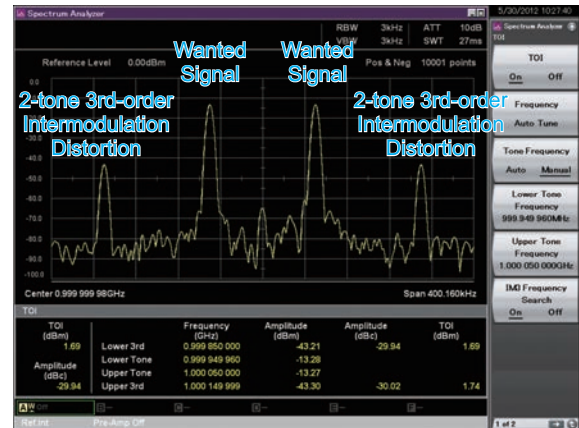 Spectrum Analyzer
5/30/2012 10:27:40
RBW 3kHz ATT 10dB
VBW 3kHz SWT 27ms
Reference Level 0.00dBm
Pos & Neg 10001 points
Wanted
Signal
Wanted
Signal
2-tone 3rd-order
Intermodulation
Distortion
2-tone 3rd-order
Intermodulation
Distortion
0.0
-40.0
-50.0
-60.0
-70.0
-80.0
-90.0
-100.0
Center 0.999 999 98GHz
Span 400.160kHz
TOI
TOI
(dBm)
1.69
Amplitude
(dBc)
-29.94
Frequency
(GHz)
Amplitude
(dBm)
Amplitude
(dBc)
TOI
(dBm)
Lower 3rd 0.999 850 000 -43.21 -29.94 1.69
Lower Tone 0.999 949 960 -13.28
Upper Tone 1.000 050 000 -13.27
Upper 3rd 1.000 149 999 -43.30 -30.02 1.74
Ref.Int Pre-Amp Off
Spectrum Analyzer
TOI
TOI
On Off
Frequency
Auto Tune
Tone Frequency
Auto Manual
Lower Tone
Frequency
999.949 960MHz
Upper Tone
Frequency
1.000 050 000GHz
IMD Frequency
Search
On Off
1 of 2